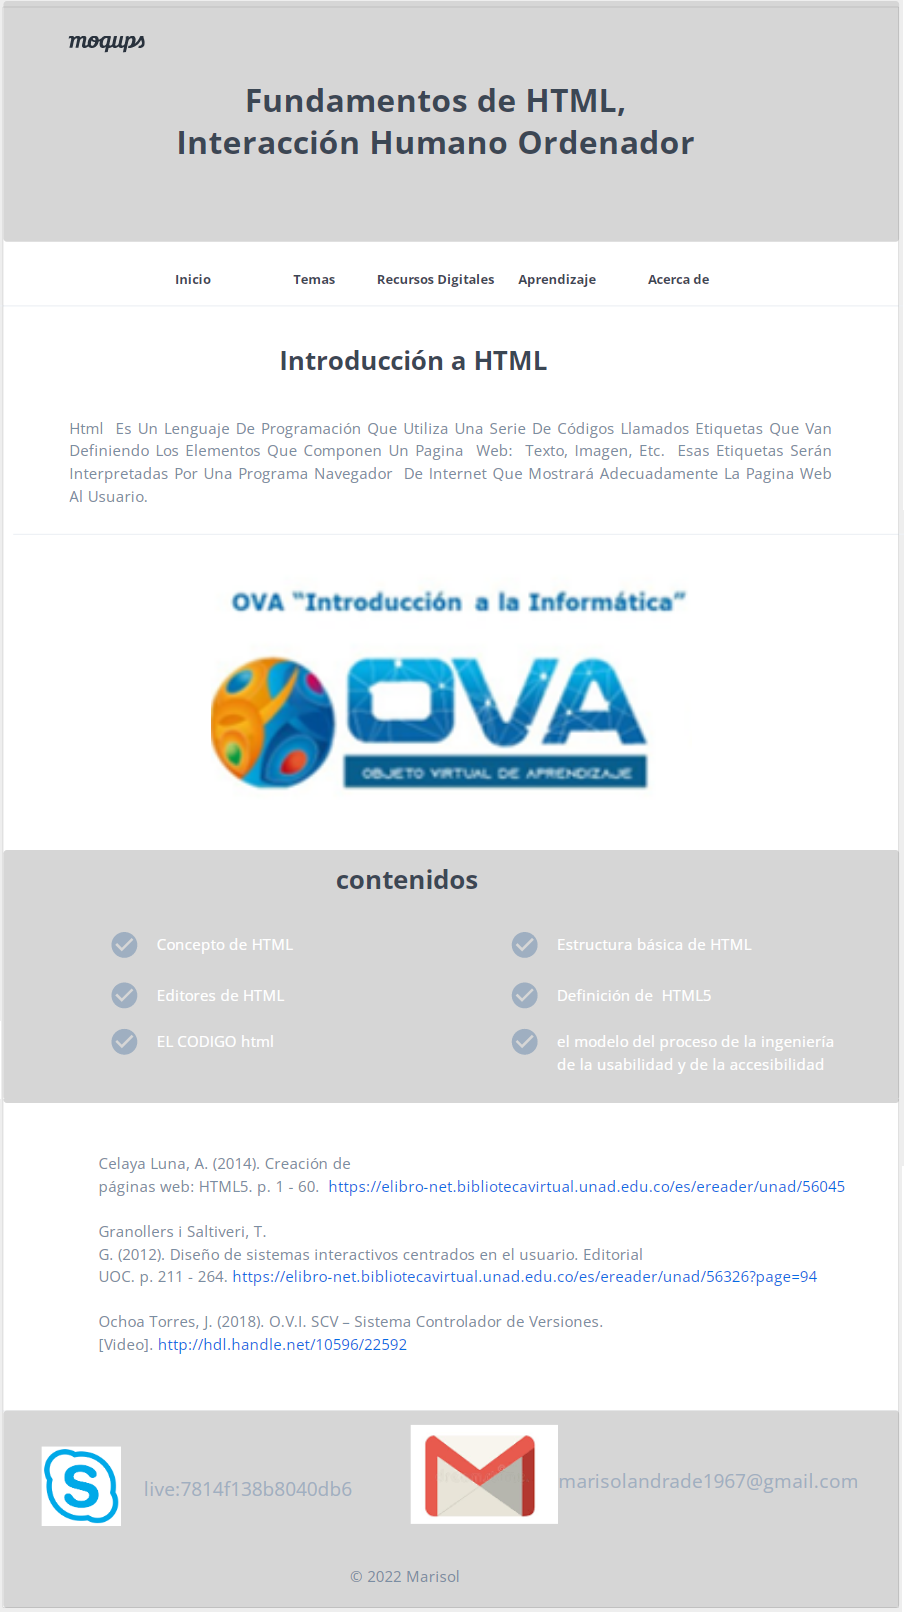 moqups
Fundamentos de HTML,
Interacción Humano Ordenador
Inicio Temas Recursos Digitales Aprendizaje Acerca de
Introducción a HTML
Html Es Un Lenguaje De Programación Que Utiliza Una Serie De Códigos Llamados Etiquetas Que Van
Definiendo Los Elementos Que Componen Un Pagina Web: Texto, Imagen, Etc. Esas Etiquetas Serán
Interpretadas Por Una Programa Navegador De Internet Que Mostrará Adecuadamente La Pagina Web
Al Usuario.
OVA “Introducción a la Informática”
OVA
OBJETO VIRTUAL DE APRENDIZAJE
contenidos
Concepto de HTML
Estructura básica de HTML
Editores de HTML
Definición de HTML5
EL CODIGO html
el modelo del proceso de la ingeniería
de la usabilidad y de la accesibilidad
Celaya Luna, A. (2014). Creación de
páginas web: HTML5. p. 1 - 60. https://elibro-net.bibliotecavirtual.unad.edu.co/es/ereader/unad/56045
Granollers i Saltiveri, T.
G. (2012). Diseño de sistemas interactivos centrados en el usuario. Editorial
UOC. p. 211 - 264. https://elibro-net.bibliotecavirtual.unad.edu.co/es/ereader/unad/56326?page=94
Ochoa Torres, J. (2018). O.V.I. SCV – Sistema Controlador de Versiones.
[Video]. http://hdl.handle.net/10596/22592
S
live:7814f138b8040db6
marisolandrade1967@gmail.com
© 2022 Marisol